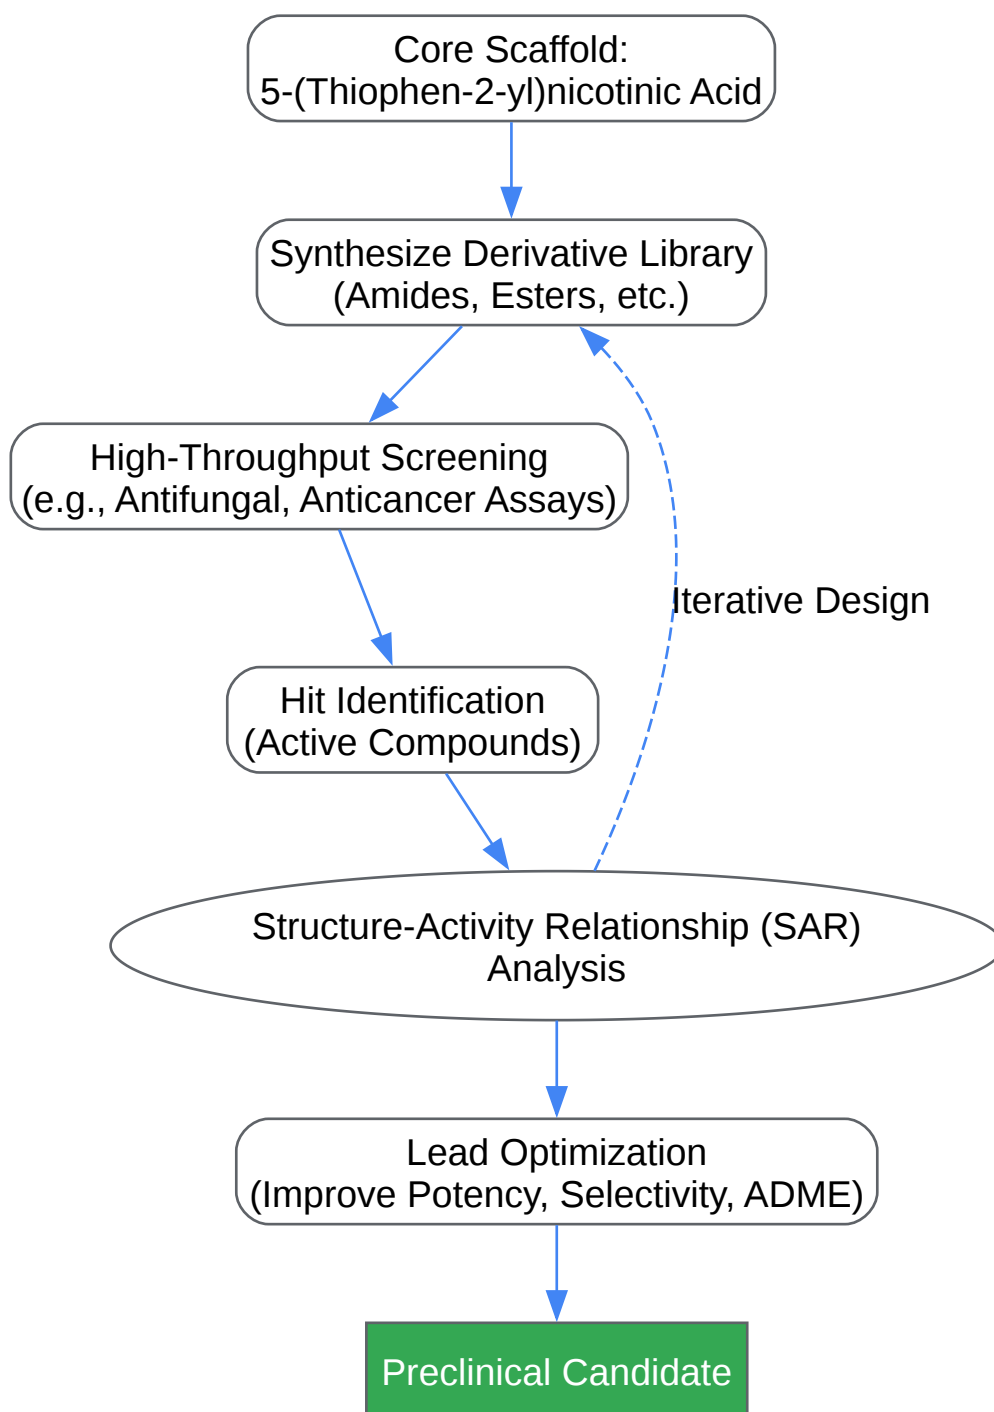 Core Scaffold:
5-(Thiophen-2-yl)nicotinic Acid
Synthesize Derivative Library
(Amides, Esters, etc.)
High-Throughput Screening
(e.g., Antifungal, Anticancer Assays)
Iterative Design
Hit Identification
(Active Compounds)
Structure-Activity Relationship (SAR)
Analysis
Lead Optimization
(Improve Potency, Selectivity, ADME)
Preclinical Candidate